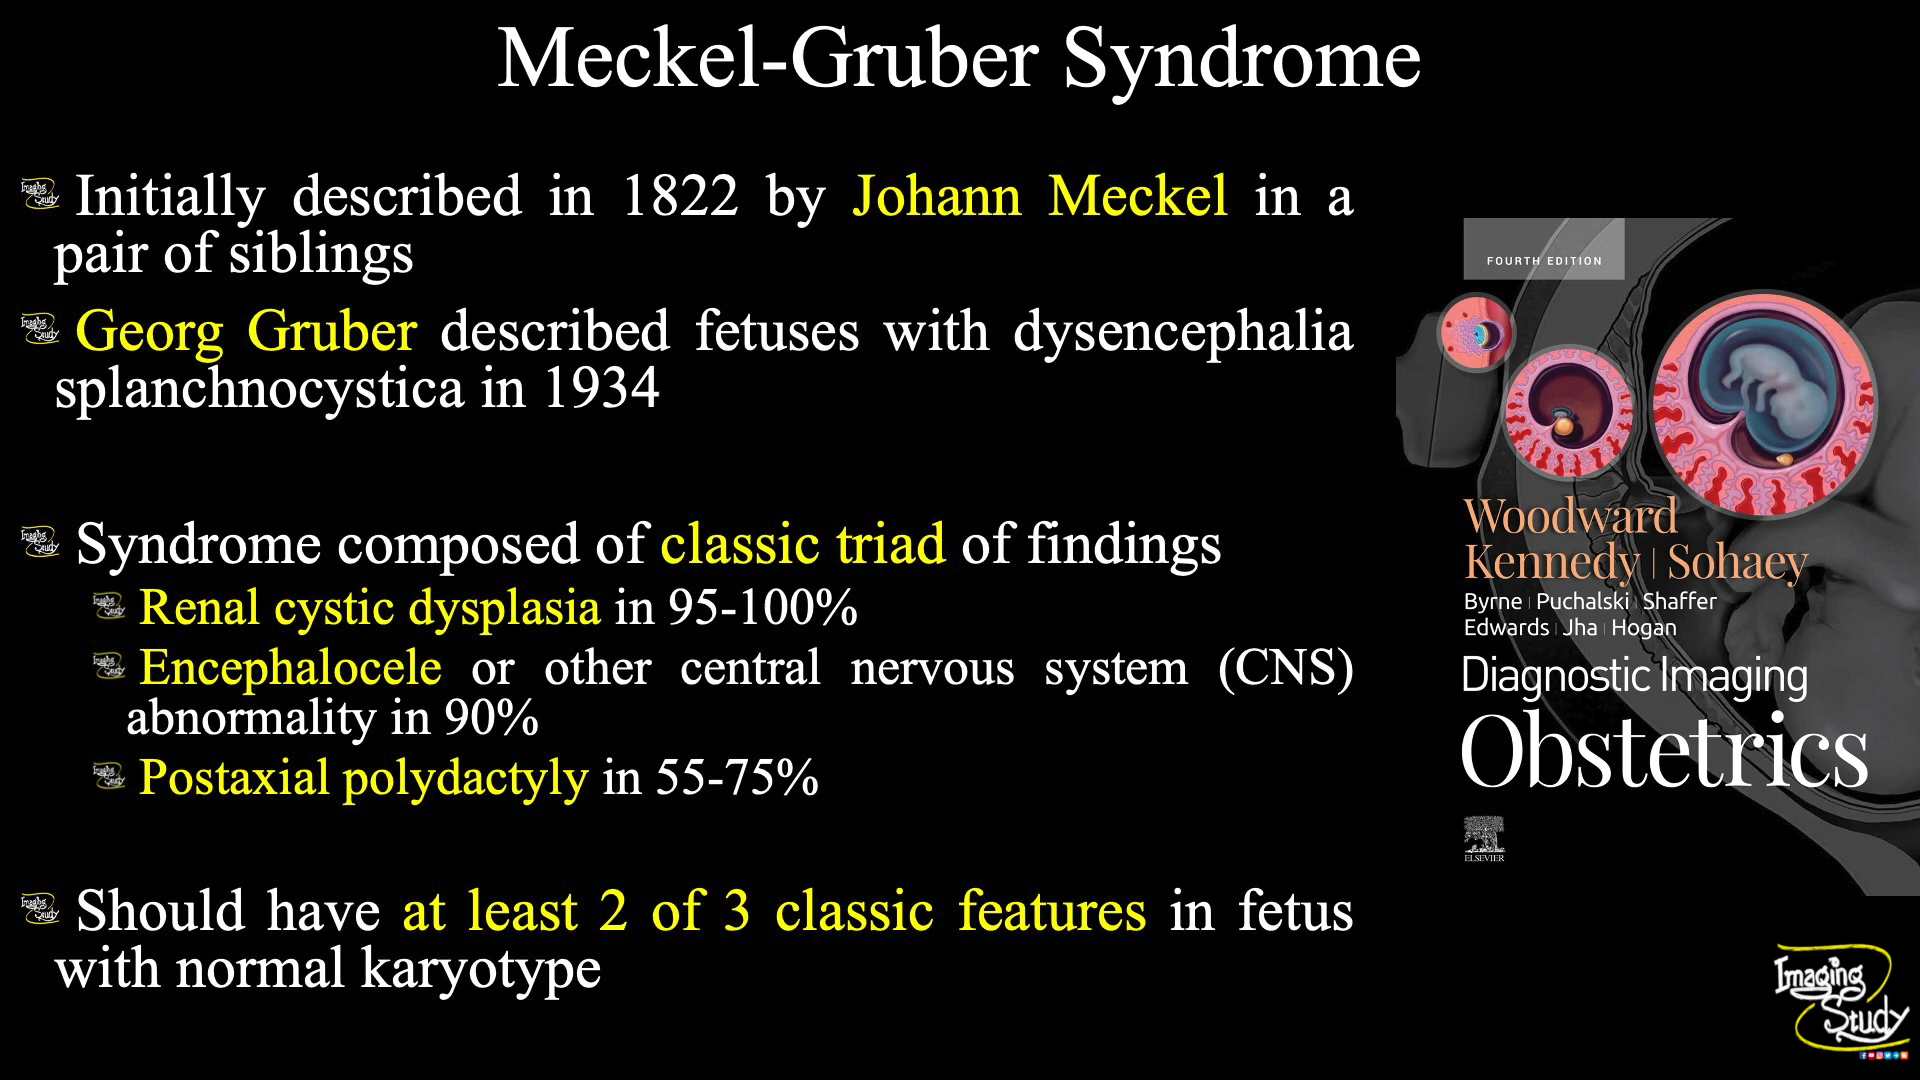 Meckel-Gruber Syndrome
Initially described in 1822 by Johann Meckel in a
pair of siblings
Georg Gruber described fetuses with dysencephalia
splanchnocystica in 1934
Syndrome composed of classic triad of findings
Renal cystic dysplasia in 95-100%
Encephalocele or other central nervous system (CNS)
abnormality in 90%
Postaxial polydactyly in 55-75%
Should have at least 2 of 3 classic features in fetus
with normal karyotype
FOURTH EDITION
Woodward
Kennedy | Sohaey
Byrne | Puchalski | Shaffer
Edwards | Jha | Hogan
Diagnostic Imaging
Obstetrics
ELSEVIER
Imaging
Study